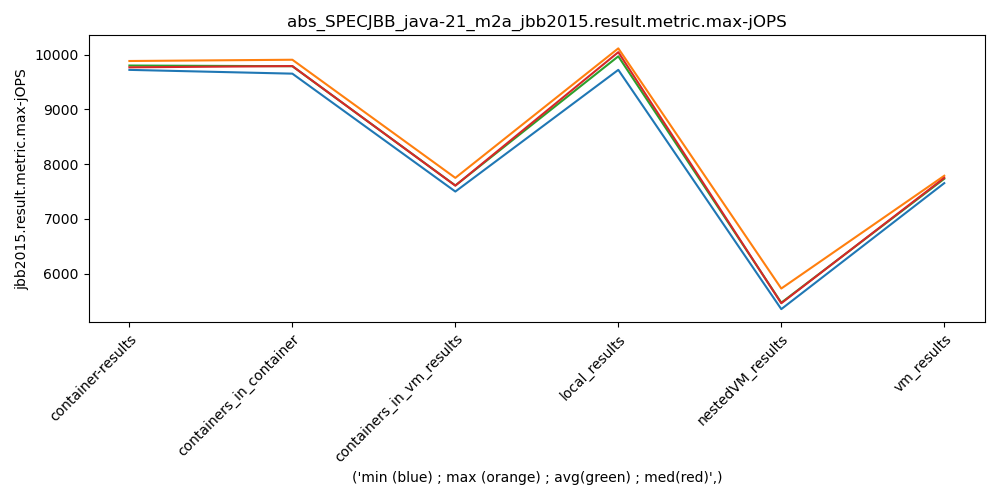 abs_SPECJBB_java-21_m2a_jbb2015.result.metric.max-jOPS
jbb2015.result.metric.max-jOPS
10000
9000
8000
7000
6000
container-results
containers_in_container
containers_in_vm_results
local_results
nestedVM_results
vm_results
('min (blue) ; max (orange) ; avg(green) ; med(red)',)